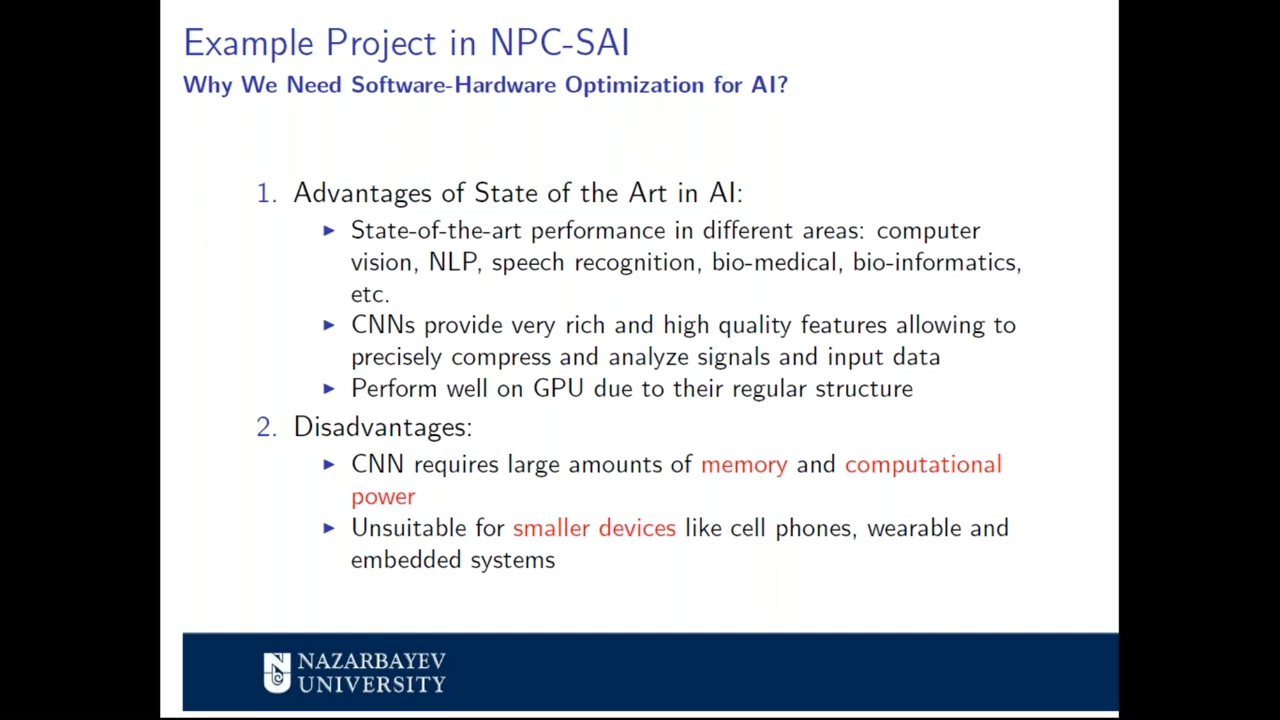 Example Project in NPC-SAI
Why We Need Software-Hardware Optimization for AI?
1. Advantages of State of the Art in AI:
▶ State-of-the-art performance in different areas: computer
vision, NLP, speech recognition, bio-medical, bio-informatics,
etc.
▶ CNNs provide very rich and high quality features allowing to
precisely compress and analyze signals and input data
▶ Perform well on GPU due to their regular structure
2. Disadvantages:
▶ CNN requires large amounts of memory and computational
power
▶ Unsuitable for smaller devices like cell phones, wearable and
embedded systems
NAZARBAYEV
UNIVERSITY